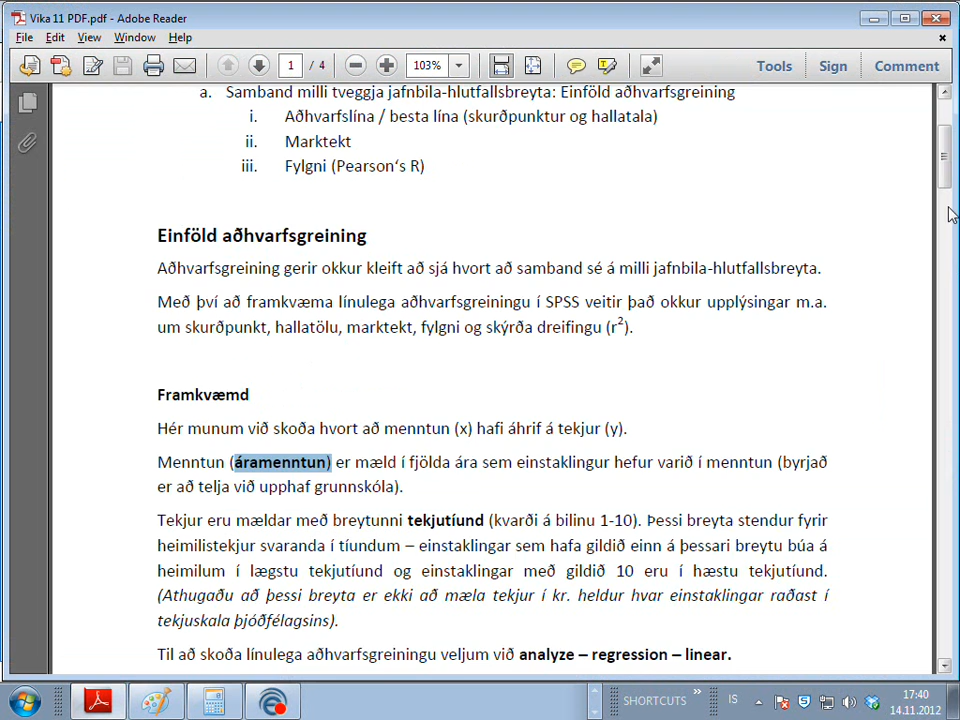 Vika 11 PDF.pdf - Adobe Reader
File Edit View Window Help
1 / 4 103% Tools Sign Comment
a. Samband milli tveggja jafnbila-hlutfallsbreyta: Einföld aðhvarfsgreining
i. Aðhvarfslína / besta lína (skurðpunktur og hallatala)
ii. Marktekt
iii. Fylgni (Pearson‘s R)
Einföld aðhvarfsgreining
Aðhvarfsgreining gerir okkur kleift að sjá hvort að samband sé á milli jafnbila-hlutfallsbreyta.
Með því að framkvæma línulega aðhvarfsgreiningu í SPSS veitir það okkur upplýsingar m.a.
um skurðpunkt, hallatölu, marktekt, fylgni og skýrða dreifingu (r²).
Framkvæmd
Hér munum við skoða hvort að menntun (x) hafi áhrif á tekjur (y).
Menntun (áramenntun) er mæld í fjölda ára sem einstaklingur hefur varið í menntun (byrjað
er að telja við upphaf grunnskóla).
Tekjur eru mældar með breytunni tekjutíund (kvarði á bilinu 1-10). Þessi breyta stendur fyrir
heimilistekjur svaranda í tíundum – einstaklingar sem hafa gildið einn á þessari breytu búa á
heimilum í lægstu tekjutíund og einstaklingar með gildið 10 eru í hæstu tekjutíund.
(Athugaðu að þessi breyta er ekki að mæla tekjur í kr. heldur hvar einstaklingar raðast í
tekjuskala þjóðfélagsins).
Til að skoða línulega aðhvarfsgreiningu veljum við analyze – regression – linear.
SHORTCUTS » IS 17:40
14.11.2012